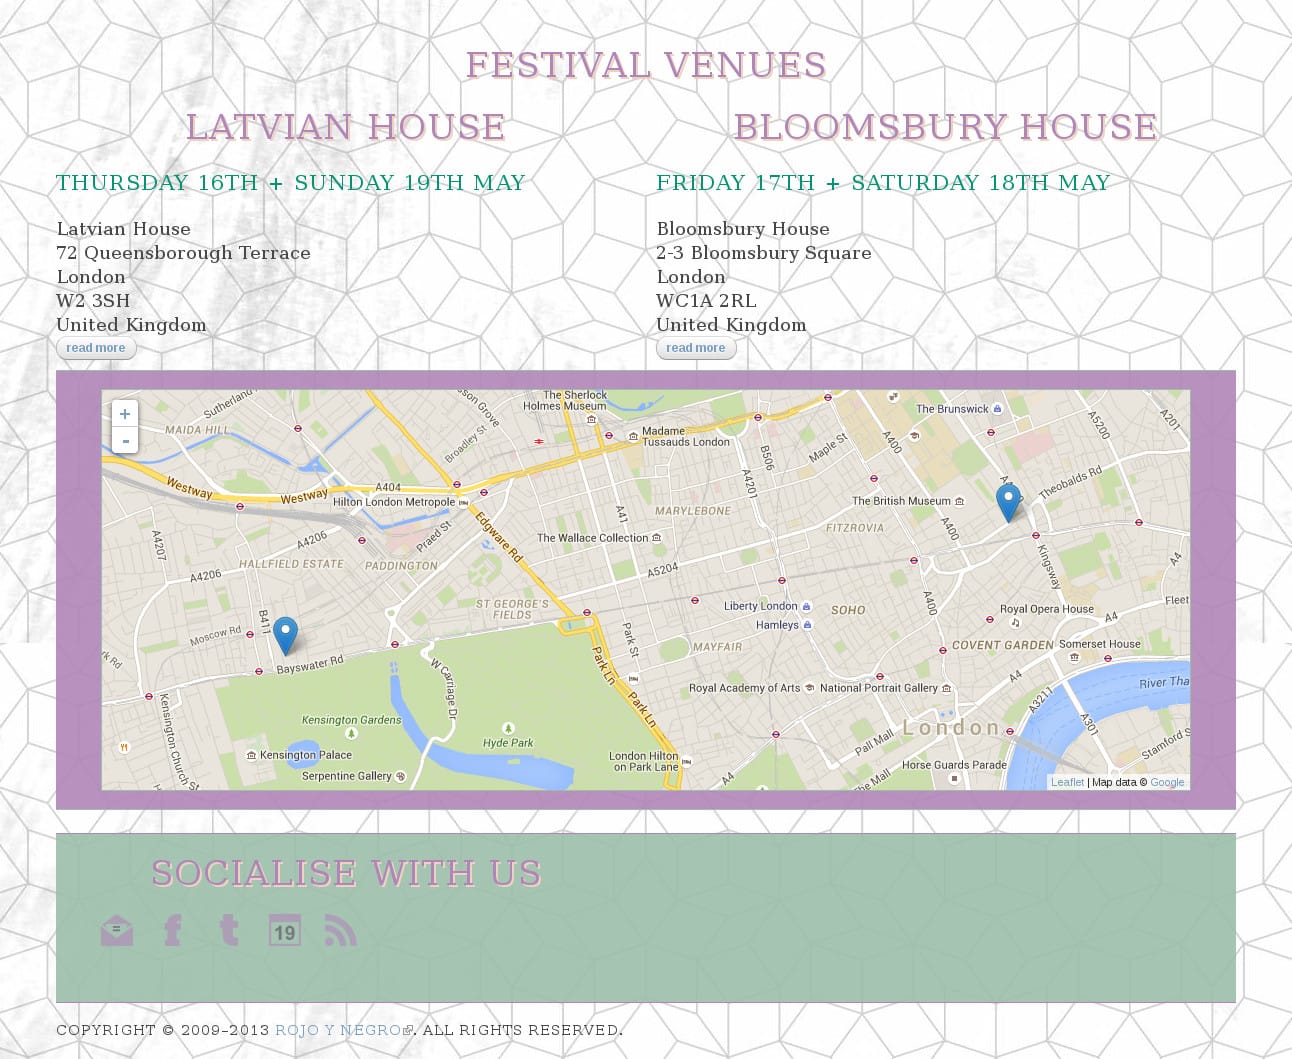 FESTIVAL VENUES
LATVIAN HOUSE
THURSDAY 16TH + SUNDAY 19TH MAY
Latvian House
72 Queensborough Terrace
London
W2 3SH
United Kingdom
read more
BLOOMSBURY HOUSE
FRIDAY 17TH + SATURDAY 18TH MAY
Bloomsbury House
2-3 Bloomsbury Square
London
WC1A 2RL
United Kingdom
read more
+
-
Sutherland
MAIDA HILL
Westway
Westway
A404
Hilton London Metropole
Broadley St
son Grove
The Sherlock
Holmes Museum
Madame
Tussauds London
B506
A4201
Maple St
A400
The Brunswick
A5200
A201
Theobalds Rd
The British Museum
A400
FITZROVIA
MARYLEBONE
A41
The Wallace Collection
A5204
Edgware Rd
Praed St
PADDINGTON
A4206
HALLFIELD ESTATE
A4206
A4207
B411
Moscow Rd
rk Rd
Bayswater Rd
ST GEORGE'S
FIELDS
Park St
Park Ln
Park Ln
MAYFAIR
Liberty London
Hamleys
SOHO
A400
Kingsway
A4
Royal Opera House
A4
Fleet
COVENT GARDEN
Somerset House
Royal Academy of Arts
National Portrait Gallery
A4
A3211
River Tha
A301
Stamford S
London
Pall Mall
The Mall
Horse Guards Parade
A4
London Hilton
on Park Lane
W Carriage Dr
Hyde Park
Kensington Gardens
Kensington Palace
Serpentine Gallery
Kensington Church St
Leaflet | Map data © Google
SOCIALISE WITH US
19
COPYRIGHT © 2009-2013 ROJO Y NEGRO. ALL RIGHTS RESERVED.